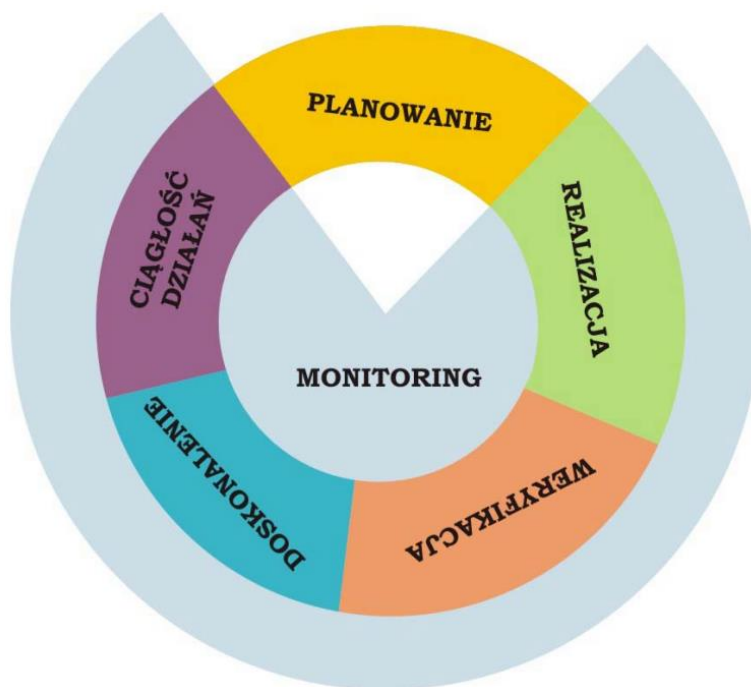 PLANOWANIE
REALIZACJA
WERYFIKACJA
DOSKONALENIE
CIĄGŁOŚĆ
DZIAŁAŃ
MONITORING